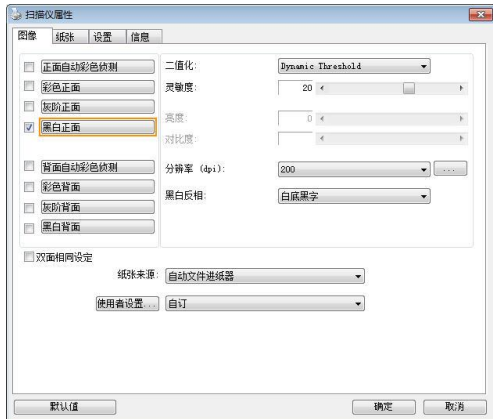 扫描仪属性
图像 纸张 设置 信息
正面自动彩色侦测
彩色正面
灰阶正面
黑白正面
背面自动彩色侦测
彩色背面
灰阶背面
黑白背面
二值化: Dynamic Threshold
灵敏度: 20
亮度: 0
对比度:
分辨率 (dpi): 200 ...
黑白反相: 白底黑字
双面相同设定
纸张来源: 自动文件进纸器
使用者设置... 自订
默认值 确定 取消